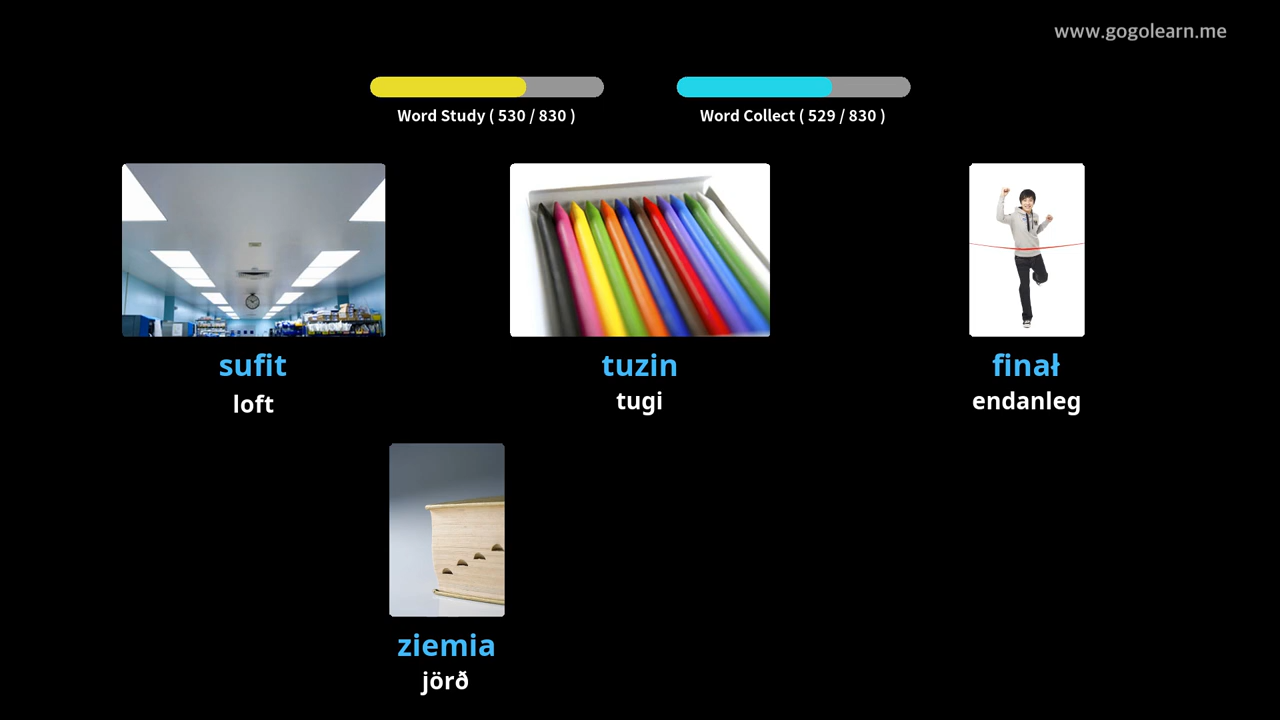 www.gogolearn.me
Word Study ( 530 / 830 )
Word Collect ( 529 / 830 )
sufit
loft
tuzin
tugi
finał
endanleg
ziemia
jörð